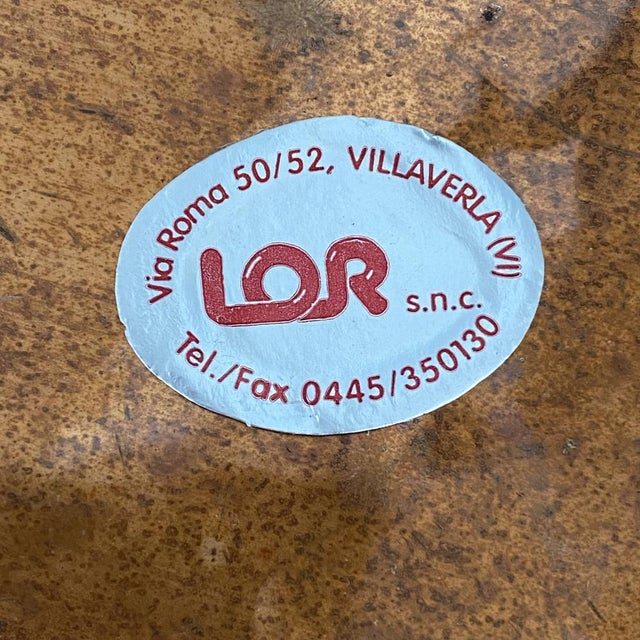 Via Roma 50/52, VILLAVERLA (VI)
LOR s.n.c.
Tel./Fax 0445/350130